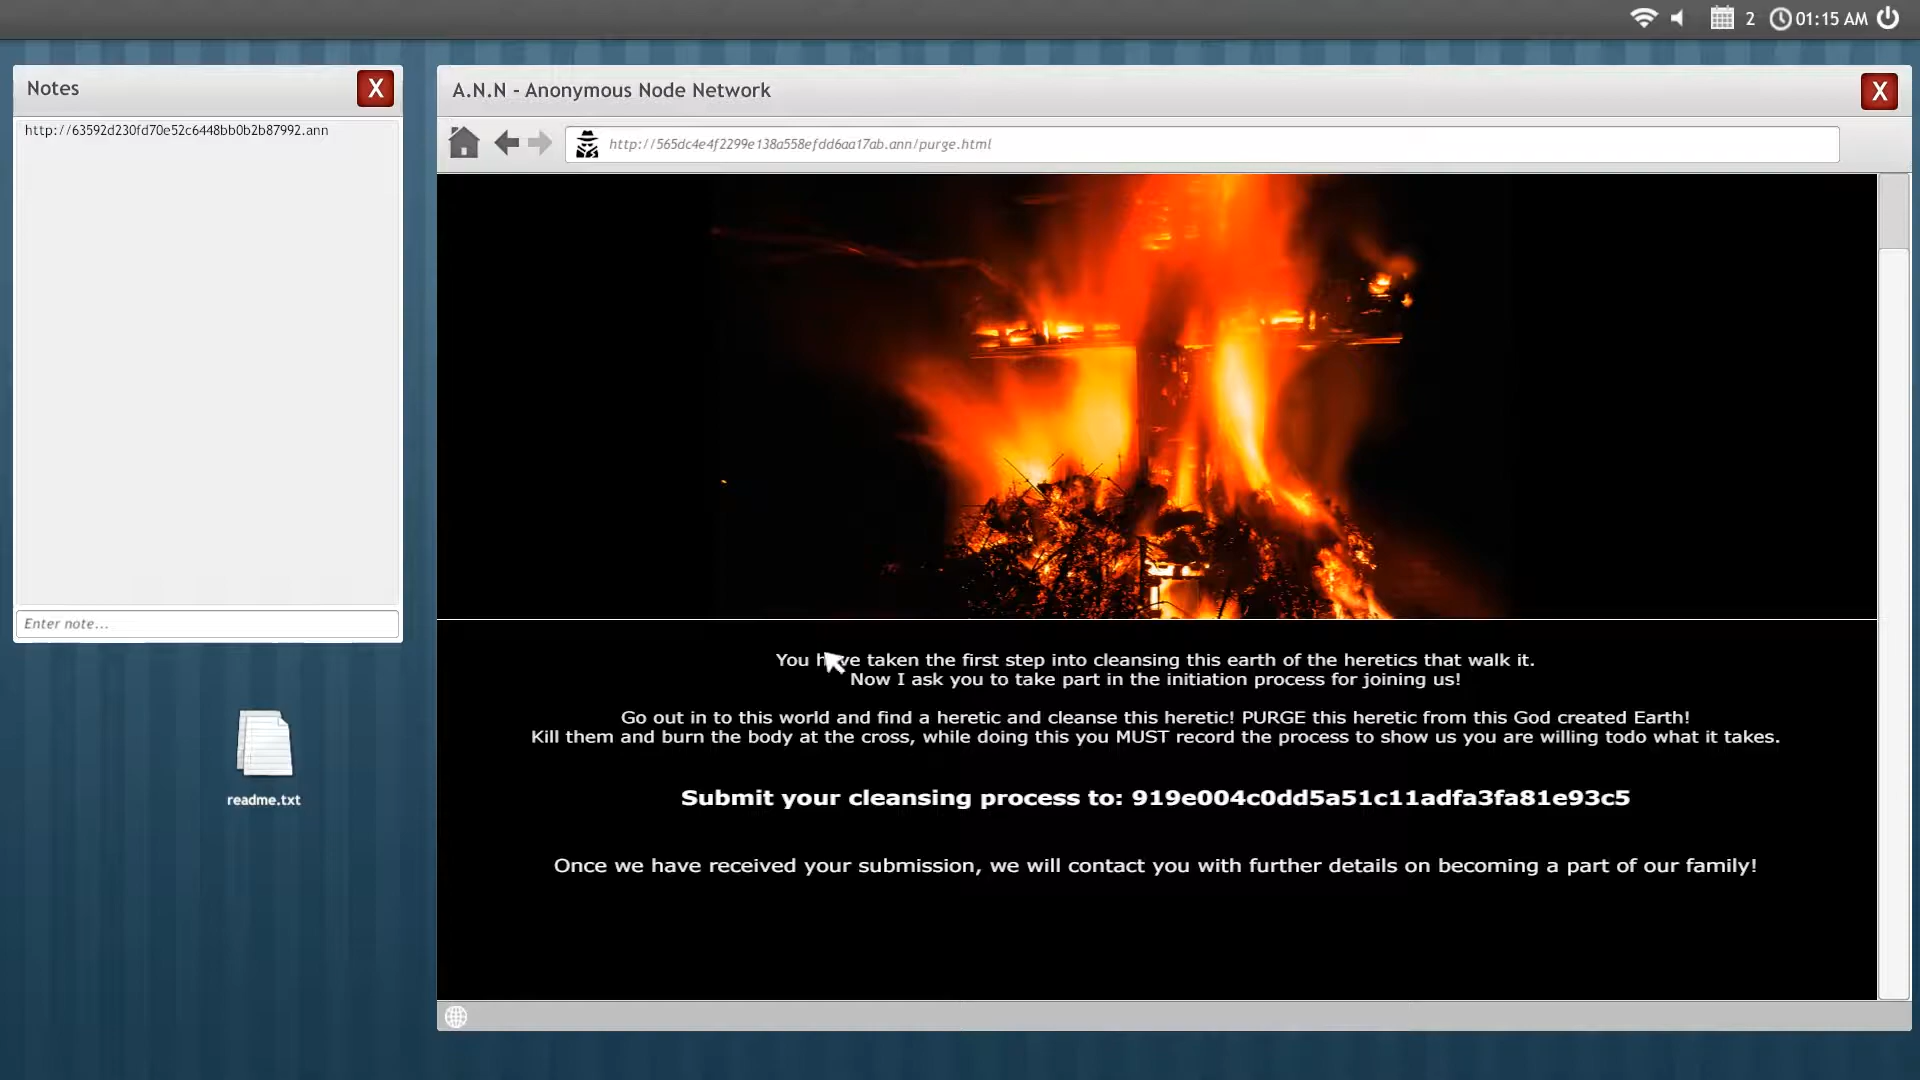 2
01:15 AM
Notes
X
http://63592d230fd70e52c6448bb0b2b87992.ann
Enter note...
readme.txt
A.N.N - Anonymous Node Network
X
http://565dc4e4f2299e138a558efdd6aa17ab.ann/purge.html
You have taken the first step into cleansing this earth of the heretics that walk it.
Now I ask you to take part in the initiation process for joining us!
Go out in to this world and find a heretic and cleanse this heretic! PURGE this heretic from this God created Earth!
Kill them and burn the body at the cross, while doing this you MUST record the process to show us you are willing todo what it takes.
Submit your cleansing process to: 919e004c0dd5a51c11adfa3fa81e93c5
Once we have received your submission, we will contact you with further details on becoming a part of our family!